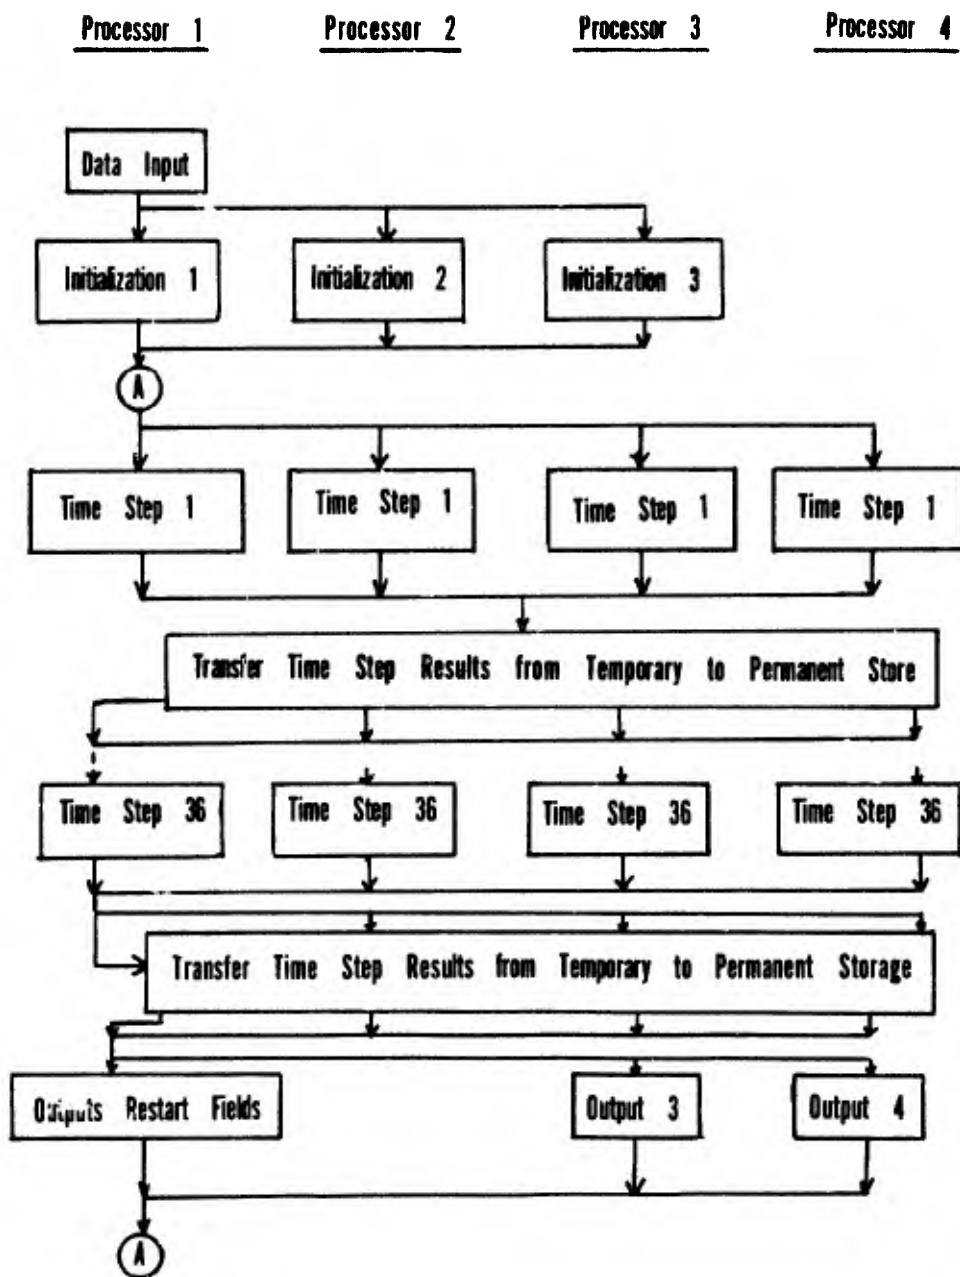 Processor 1
Processor 2
Processor 3
Processor 4
Data Input
Initialization 1
Initialization 2
Initialization 3
A
Time Step 1
Time Step 1
Time Step 1
Time Step 1
Transfer Time Step Results from Temporary to Permanent Store
Time Step 36
Time Step 36
Time Step 36
Time Step 36
Transfer Time Step Results from Temporary to Permanent Storage
Outputs Restart Fields
Output 3
Output 4
A